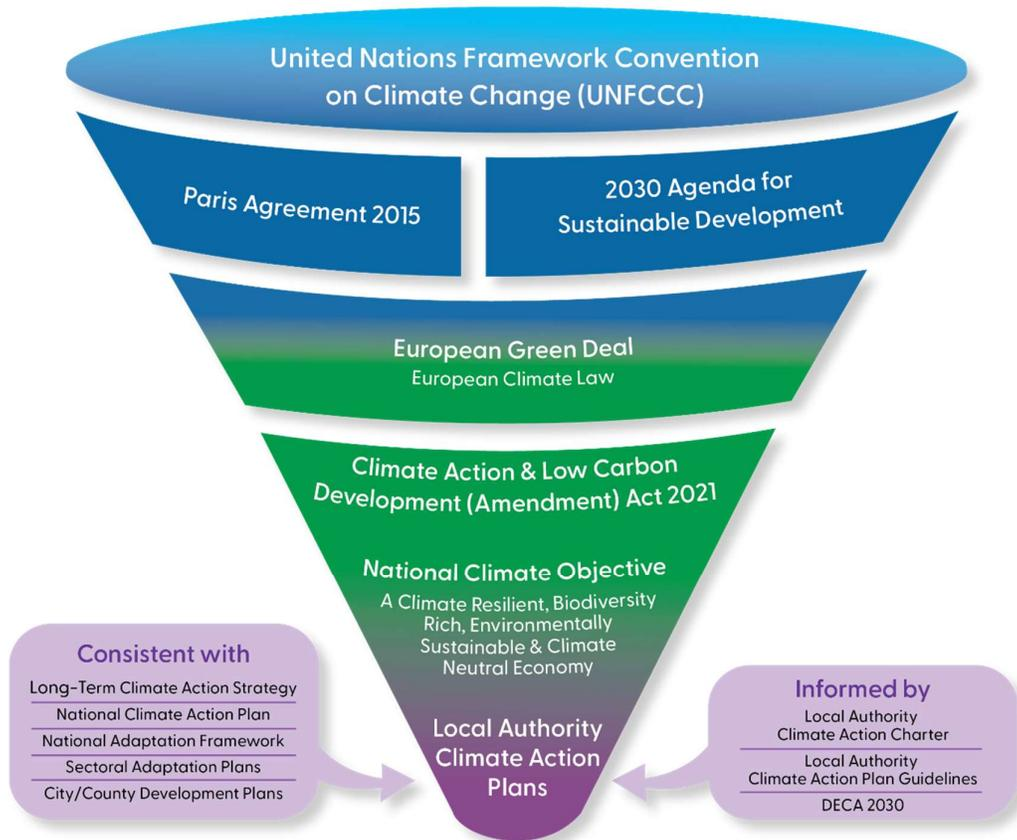 United Nations Framework Convention
on Climate Change (UNFCCC)
Paris Agreement 2015
2030 Agenda for
Sustainable Development
European Green Deal
European Climate Law
Climate Action & Low Carbon
Development (Amendment) Act 2021
National Climate Objective
A Climate Resilient, Biodiversity
Rich, Environmentally
Sustainable & Climate
Neutral Economy
Local Authority
Climate Action
Plans
Consistent with
Long-Term Climate Action Strategy
National Climate Action Plan
National Adaptation Framework
Sectoral Adaptation Plans
City/County Development Plans
Informed by
Local Authority
Climate Action Charter
Local Authority
Climate Action Plan Guidelines
DECA 2030